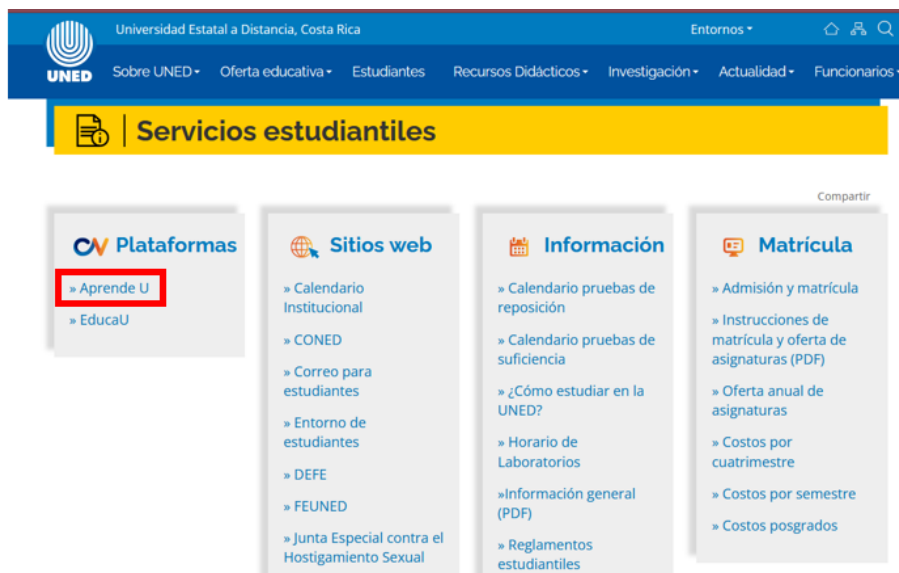 Universidad Estatal a Distancia, Costa Rica
Entornos
UNED
Sobre UNED
Oferta educativa
Estudiantes
Recursos Didácticos
Investigación
Actualidad
Funcionarios
Servicios estudiantiles
Compartir
Plataformas
» Aprende U
» EducaU
Sitios web
» Calendario
Institucional
» CONED
» Correo para
estudiantes
» Entorno de
estudiantes
» DEFE
» FEUNED
» Junta Especial contra el
Hostigamiento Sexual
Información
» Calendario pruebas de
reposición
» Calendario pruebas de
suficiencia
» ¿Cómo estudiar en la
UNED?
» Horario de
Laboratorios
»Información general
(PDF)
» Reglamentos
estudiantiles
Matrícula
» Admisión y matrícula
» Instrucciones de
matrícula y oferta de
asignaturas (PDF)
» Oferta anual de
asignaturas
» Costos por
cuatrimestre
» Costos por semestre
» Costos posgrados